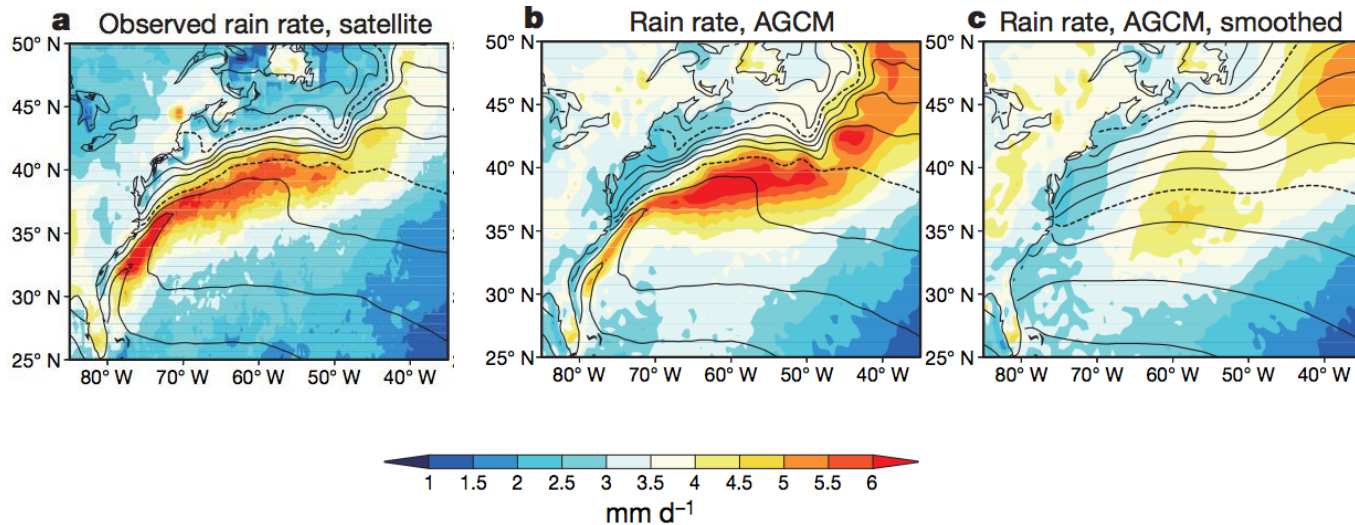 a Observed rain rate, satellite
b Rain rate, AGCM
c Rain rate, AGCM, smoothed
50° N
45° N
40° N
35° N
30° N
25° N
80° W 70° W 60° W 50° W 40° W
50° N
45° N
40° N
35° N
30° N
25° N
80° W 70° W 60° W 50° W 40° W
50° N
45° N
40° N
35° N
30° N
25° N
80° W 70° W 60° W 50° W 40° W
1 1.5 2 2.5 3 3.5 4 4.5 5 5.5 6
mm d⁻¹